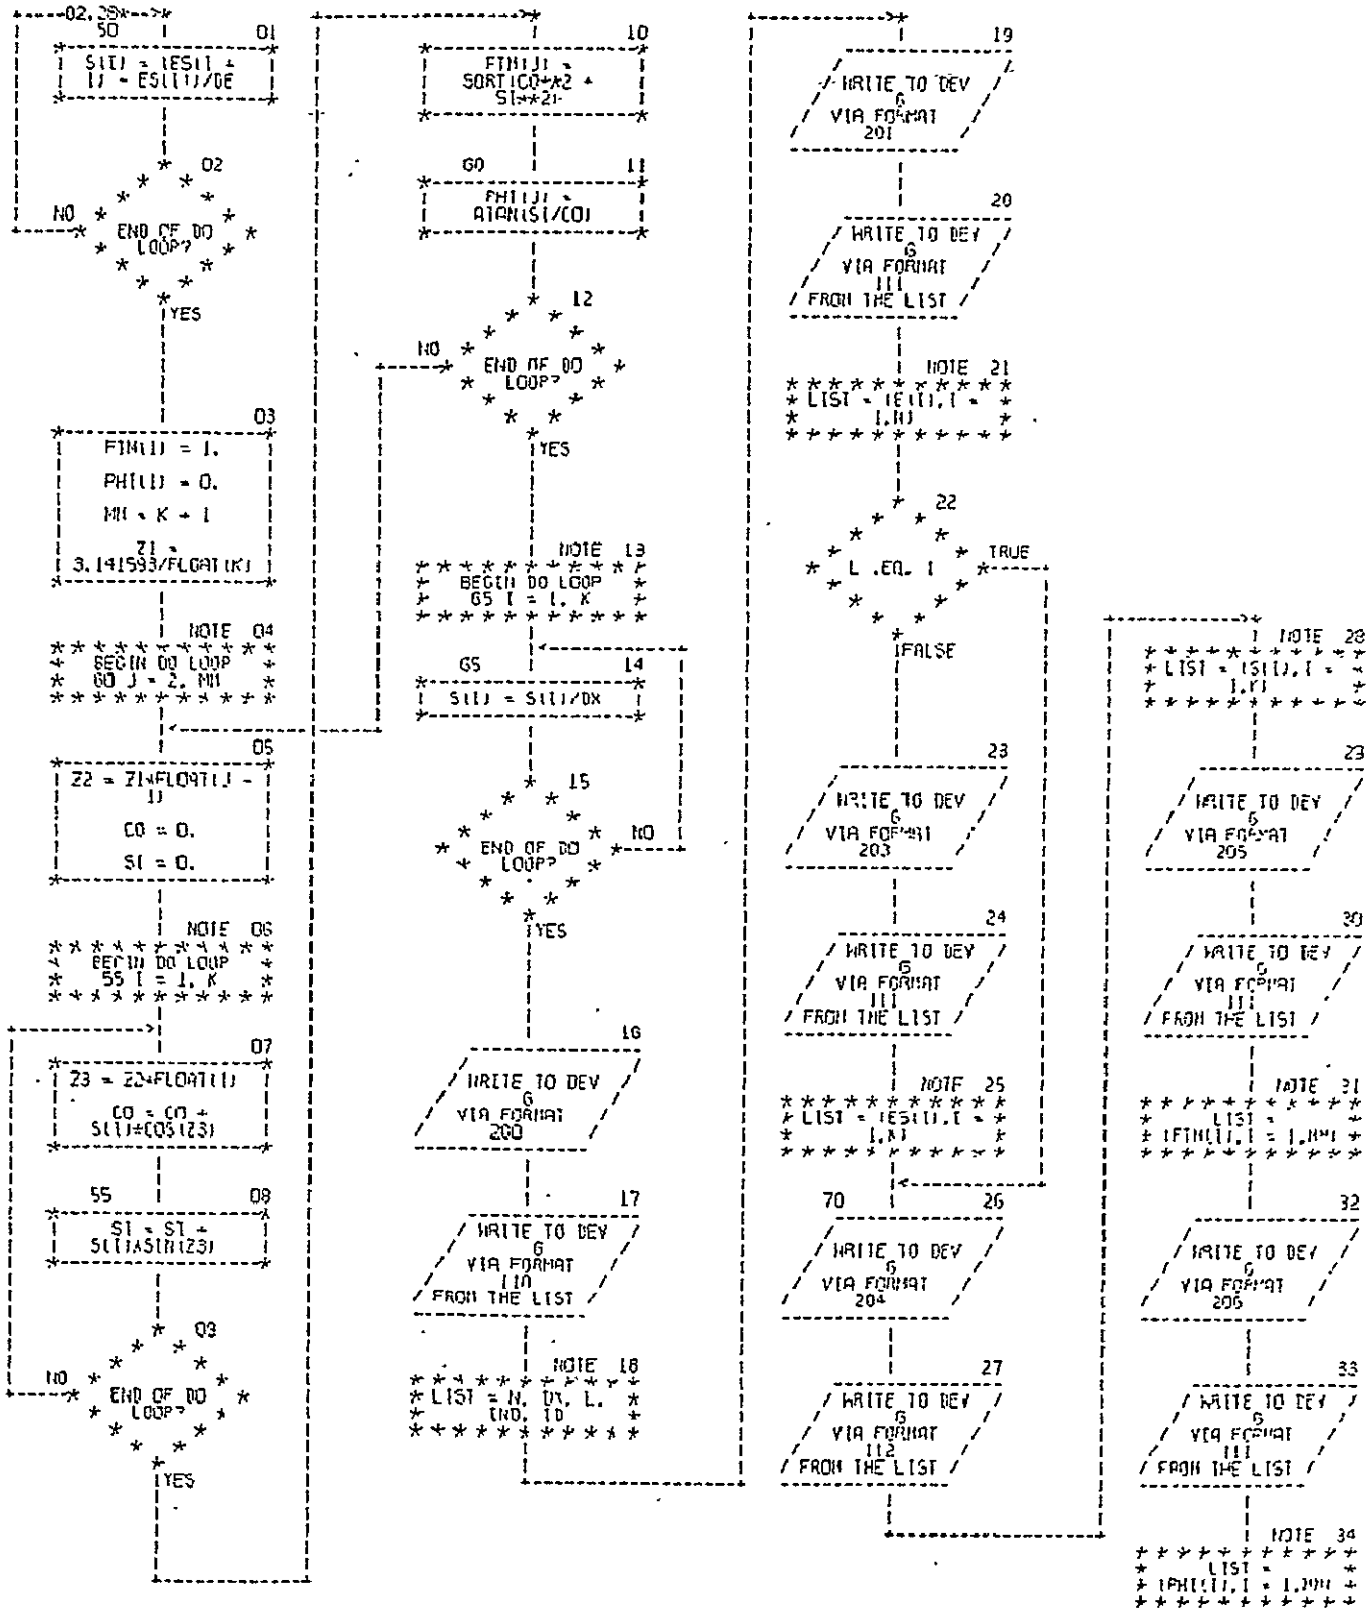 02.28
50 01
S(I) = (ES(I +
1) - ES(I))/DE
02
NO
END OF DO
LOOP?
YES
03
FIN(1) = 1.
PHI(1) = 0.
MM = K + 1
Z1 =
3.141593/FLOAT(K)
NOTE 04
BEGIN DO LOOP
60 J = 2, MM
05
Z2 = Z1*FLOAT(J -
1)
CO = 0.
SI = 0.
NOTE 06
BEGIN DO LOOP
55 I = 1, K
07
Z3 = Z2*FLOAT(I)
CO = CO +
S(I)*COS(Z3)
55 08
SI = SI +
S(I)*SIN(Z3)
09
NO
END OF DO
LOOP?
YES
10
FIN(J) =
SQRT(CO**2 +
SI**2)
60 11
PHI(J) =
ATAN(SI/CO)
12
NO
END OF DO
LOOP?
YES
NOTE 13
BEGIN DO LOOP
65 I = 1, K
65 14
S(I) = S(I)/DX
15
NO
END OF DO
LOOP?
YES
16
WRITE TO DEV
6
VIA FORMAT
200
17
WRITE TO DEV
6
VIA FORMAT
110
FROM THE LIST
NOTE 18
LIST = N, DX, L,
IND, ID
19
WRITE TO DEV
6
VIA FORMAT
201
20
WRITE TO DEV
6
VIA FORMAT
111
FROM THE LIST
NOTE 21
LIST = (E(I), I =
1,N)
22
L .EQ. 1
TRUE
FALSE
23
WRITE TO DEV
6
VIA FORMAT
203
24
WRITE TO DEV
6
VIA FORMAT
111
FROM THE LIST
NOTE 25
LIST = (ES(I), I =
1,N)
70 26
WRITE TO DEV
6
VIA FORMAT
204
27
WRITE TO DEV
6
VIA FORMAT
112
FROM THE LIST
NOTE 28
LIST = (S(I), I =
1,K)
29
WRITE TO DEV
6
VIA FORMAT
205
30
WRITE TO DEV
6
VIA FORMAT
111
FROM THE LIST
NOTE 31
LIST =
(FIN(I), I = 1,MM)
32
WRITE TO DEV
6
VIA FORMAT
206
33
WRITE TO DEV
6
VIA FORMAT
111
FROM THE LIST
NOTE 34
LIST =
(PHI(I), I = 1,MM)